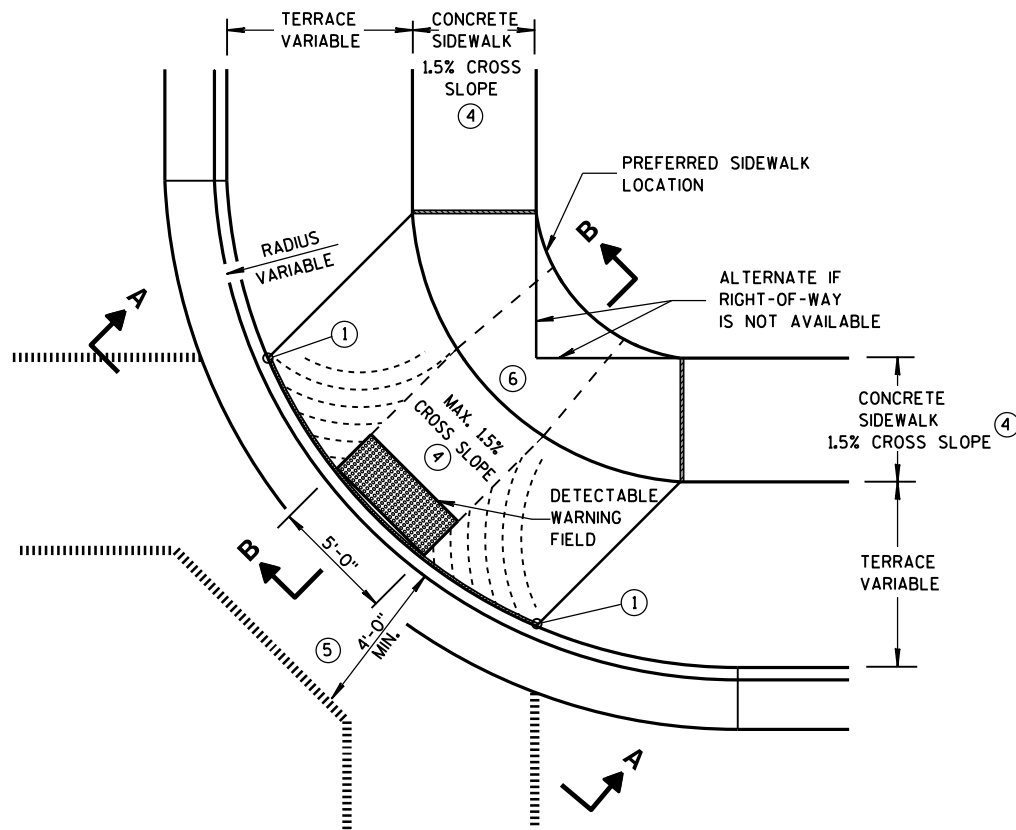 TERRACE
VARIABLE
CONCRETE
SIDEWALK
1.5% CROSS
SLOPE
4
PREFERRED SIDEWALK
LOCATION
B
RADIUS
VARIABLE
ALTERNATE IF
RIGHT-OF-WAY
IS NOT AVAILABLE
A
1
6
MAX. 1.5%
CROSS SLOPE
4
CONCRETE
SIDEWALK
1.5% CROSS SLOPE
4
DETECTABLE
WARNING
FIELD
B
5'-0"
TERRACE
VARIABLE
1
5
4'-0"
MIN.
A